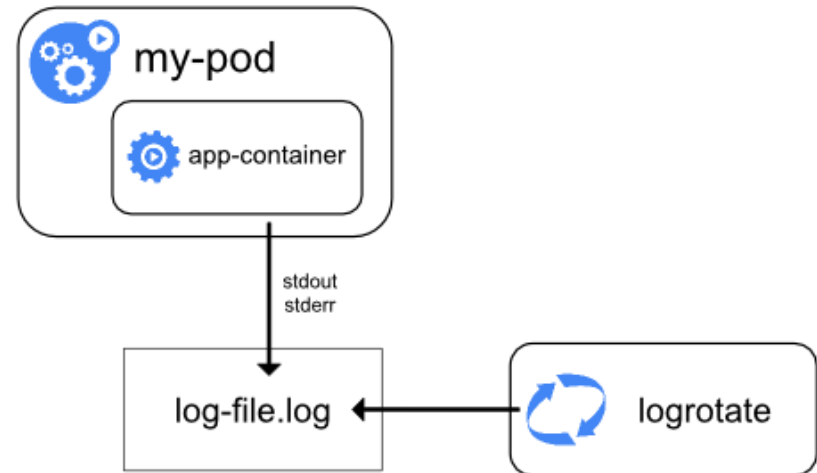 my-pod
app-container
stdout
stderr
log-file.log
logrotate